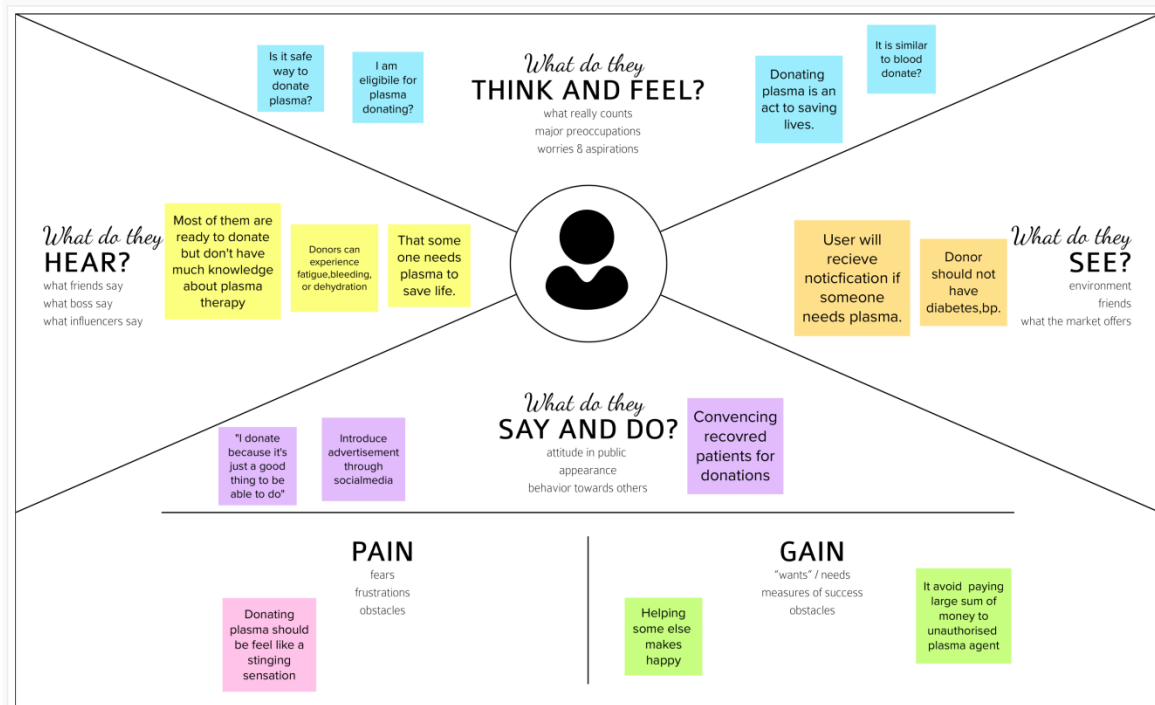 Is it safe
way to
donate
plasma?
I am
eligibile for
plasma
donating?
What do they
THINK AND FEEL?
what really counts
major preoccupations
worries & aspirations
Donating
plasma is an
act to saving
lives.
It is similar
to blood
donate?
What do they
HEAR?
what friends say
what boss say
what influencers say
Most of them are
ready to donate
but don't have
much knowledge
about plasma
therapy
Donors can
experience
fatigue,bleeding,
or dehydration
That some
one needs
plasma to
save life.
User will
recieve
noticfication if
someone
needs plasma.
Donor
should not
have
diabetes,bp.
What do they
SEE?
environment
friends
what the market offers
"I donate
because it's
just a good
thing to be
able to do"
Introduce
advertisement
through
socialmedia
What do they
SAY AND DO?
attitude in public
appearance
behavior towards others
Convencing
recovred
patients for
donations
PAIN
fears
frustrations
obstacles
Donating
plasma should
be feel like a
stinging
sensation
GAIN
"wants" / needs
measures of success
obstacles
Helping
some else
makes
happy
It avoid paying
large sum of
money to
unauthorised
plasma agent